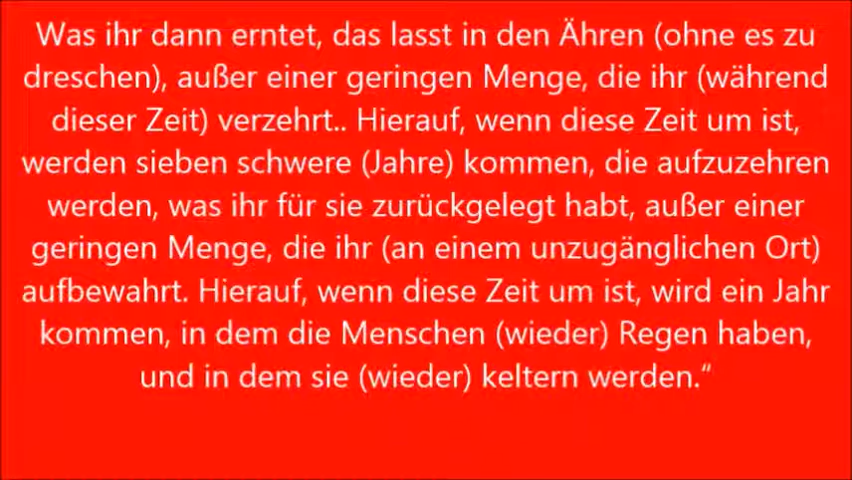 Was ihr dann erntet, das lasst in den Ähren (ohne es zu
dreschen), außer einer geringen Menge, die ihr (während
dieser Zeit) verzehrt.. Hierauf, wenn diese Zeit um ist,
werden sieben schwere (Jahre) kommen, die aufzuzehren
werden, was ihr für sie zurückgelegt habt, außer einer
geringen Menge, die ihr (an einem unzugänglichen Ort)
aufbewahrt. Hierauf, wenn diese Zeit um ist, wird ein Jahr
kommen, in dem die Menschen (wieder) Regen haben,
und in dem sie (wieder) keltern werden.“